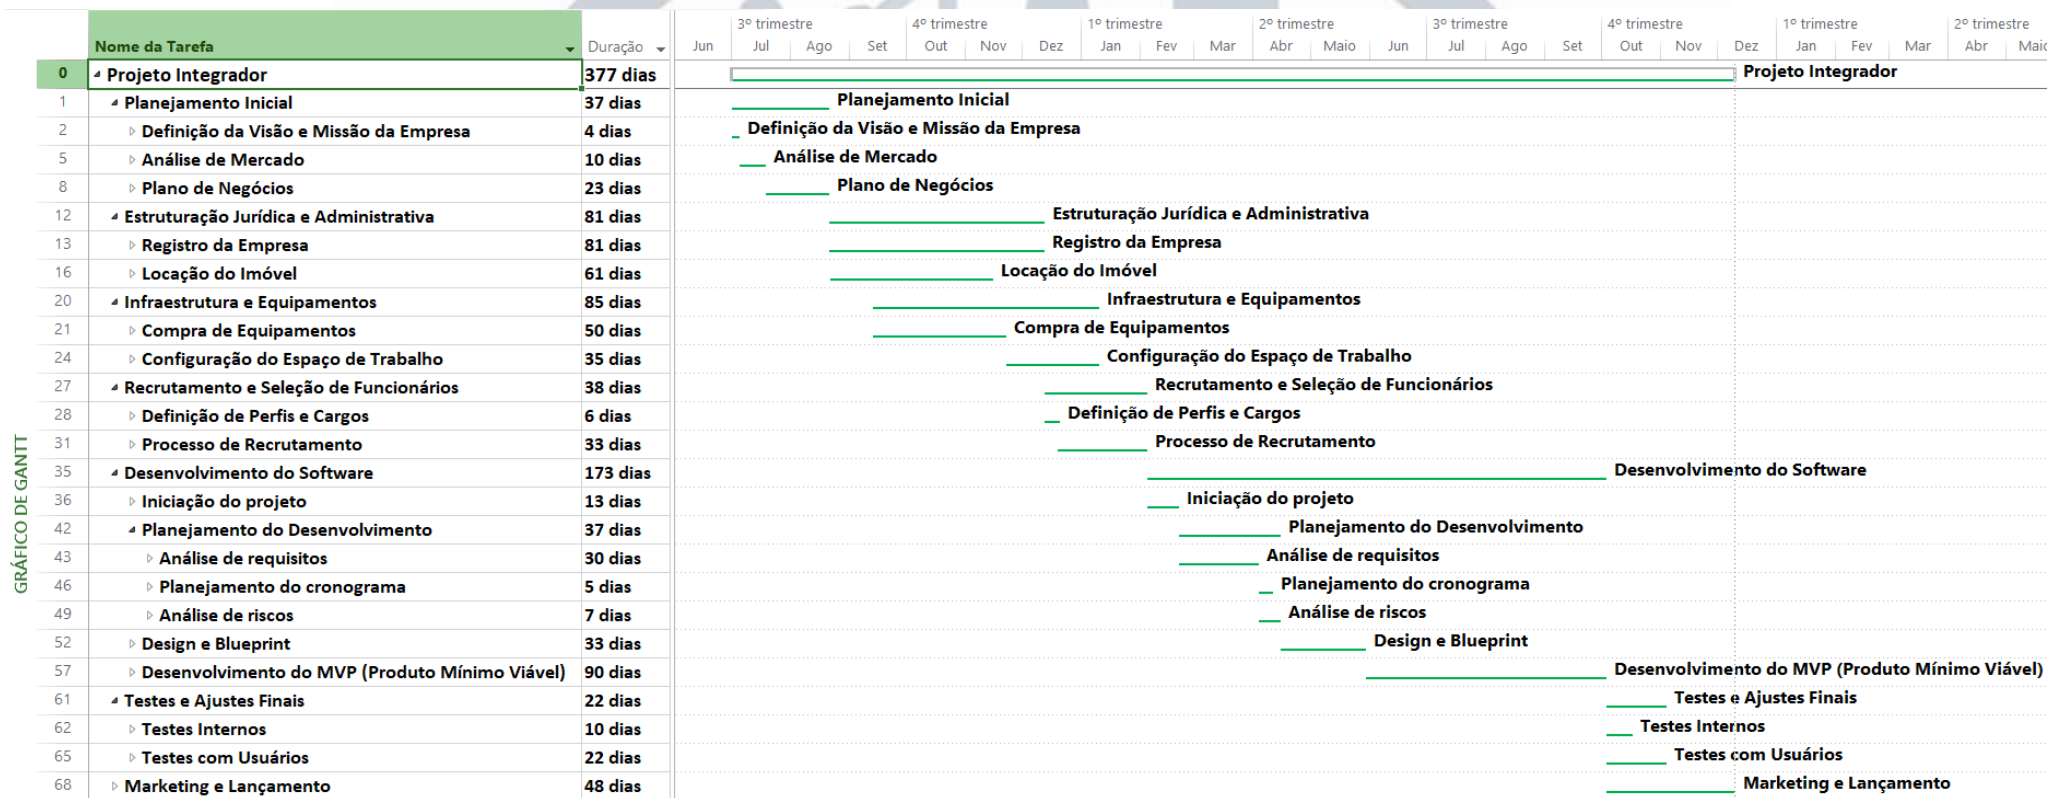 3º trimestre 4º trimestre 1º trimestre 2º trimestre 3º trimestre 4º trimestre 1º trimestre 2º trimestre
Nome da Tarefa Duração Jun Jul Ago Set Out Nov Dez Jan Fev Mar Abr Maio Jun Jul Ago Set Out Nov Dez Jan Fev Mar Abr Maio
0 Projeto Integrador 377 dias Projeto Integrador
1 Planejamento Inicial 37 dias Planejamento Inicial
2 Definição da Visão e Missão da Empresa 4 dias Definição da Visão e Missão da Empresa
5 Análise de Mercado 10 dias Análise de Mercado
8 Plano de Negócios 23 dias Plano de Negócios
12 Estruturação Jurídica e Administrativa 81 dias Estruturação Jurídica e Administrativa
13 Registro da Empresa 81 dias Registro da Empresa
16 Locação do Imóvel 61 dias Locação do Imóvel
20 Infraestrutura e Equipamentos 85 dias Infraestrutura e Equipamentos
21 Compra de Equipamentos 50 dias Compra de Equipamentos
24 Configuração do Espaço de Trabalho 35 dias Configuração do Espaço de Trabalho
27 Recrutamento e Seleção de Funcionários 38 dias Recrutamento e Seleção de Funcionários
28 Definição de Perfis e Cargos 6 dias Definição de Perfis e Cargos
31 Processo de Recrutamento 33 dias Processo de Recrutamento
35 Desenvolvimento do Software 173 dias Desenvolvimento do Software
36 Iniciação do projeto 13 dias Iniciação do projeto
42 Planejamento do Desenvolvimento 37 dias Planejamento do Desenvolvimento
43 Análise de requisitos 30 dias Análise de requisitos
46 Planejamento do cronograma 5 dias Planejamento do cronograma
49 Análise de riscos 7 dias Análise de riscos
52 Design e Blueprint 33 dias Design e Blueprint
57 Desenvolvimento do MVP (Produto Mínimo Viável) 90 dias Desenvolvimento do MVP (Produto Mínimo Viável)
61 Testes e Ajustes Finais 22 dias Testes e Ajustes Finais
62 Testes Internos 10 dias Testes Internos
65 Testes com Usuários 22 dias Testes com Usuários
68 Marketing e Lançamento 48 dias Marketing e Lançamento
GRÁFICO DE GANTT